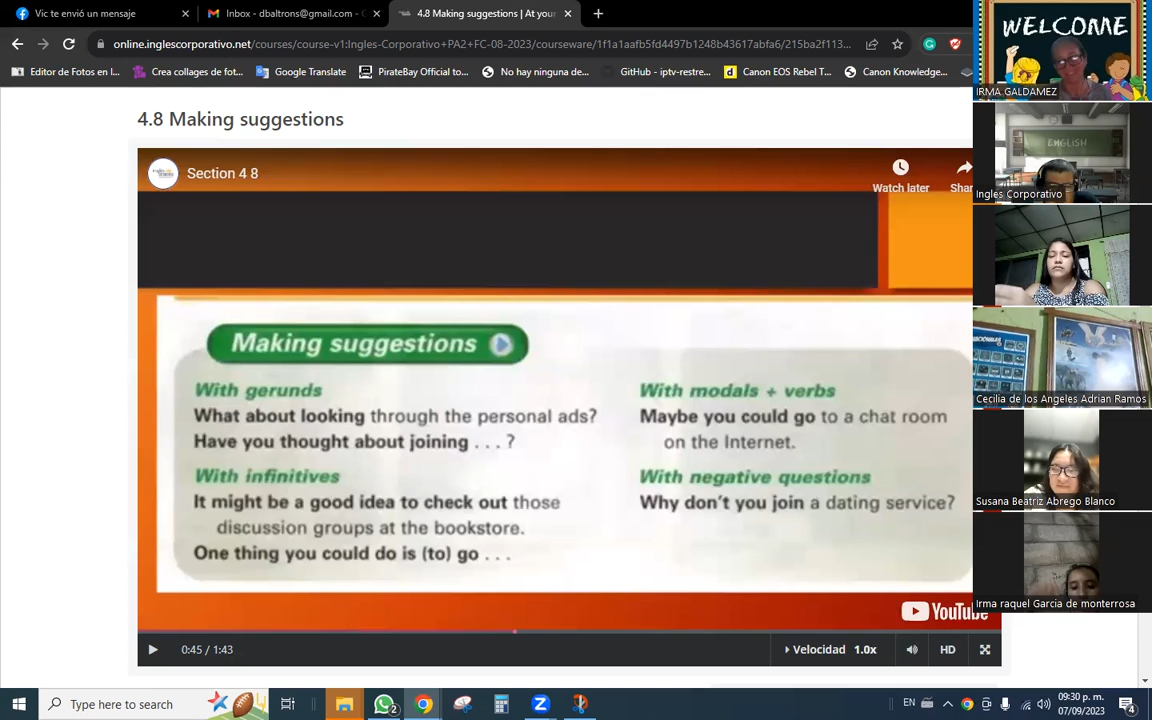 Vic te envió un mensaje
Inbox - dbaltrons@gmail.com -
4.8 Making suggestions | At your
online.inglescorporativo.net/courses/course-v1:Ingles-Corporativo+PA2+FC-08-2023/courseware/1f1a1aafb5fd4497b1248b43617abfa6/215ba2f113...
Editor de Fotos en l...
Crea collages de fot...
Google Translate
PirateBay Official to...
No hay ninguna de...
GitHub - iptv-restre...
Canon EOS Rebel T...
Canon Knowledge...
4.8 Making suggestions
Section 4 8
Watch later
Shar
Making suggestions
With gerunds
What about looking through the personal ads?
Have you thought about joining . . . ?
With infinitives
It might be a good idea to check out those
discussion groups at the bookstore.
One thing you could do is (to) go . . .
With modals + verbs
Maybe you could go to a chat room
on the Internet.
With negative questions
Why don't you join a dating service?
YouTube
0:45 / 1:43
Velocidad 1.0x
HD
WELCOME
IRMA GALDAMEZ
ENGLISH
Ingles Corporativo
Cecilia de los Angeles Adrian Ramos
Susana Beatriz Abrego Blanco
Irma raquel Garcia de monterrosa
Type here to search
2
EN
09:30 p. m.
07/09/2023
4